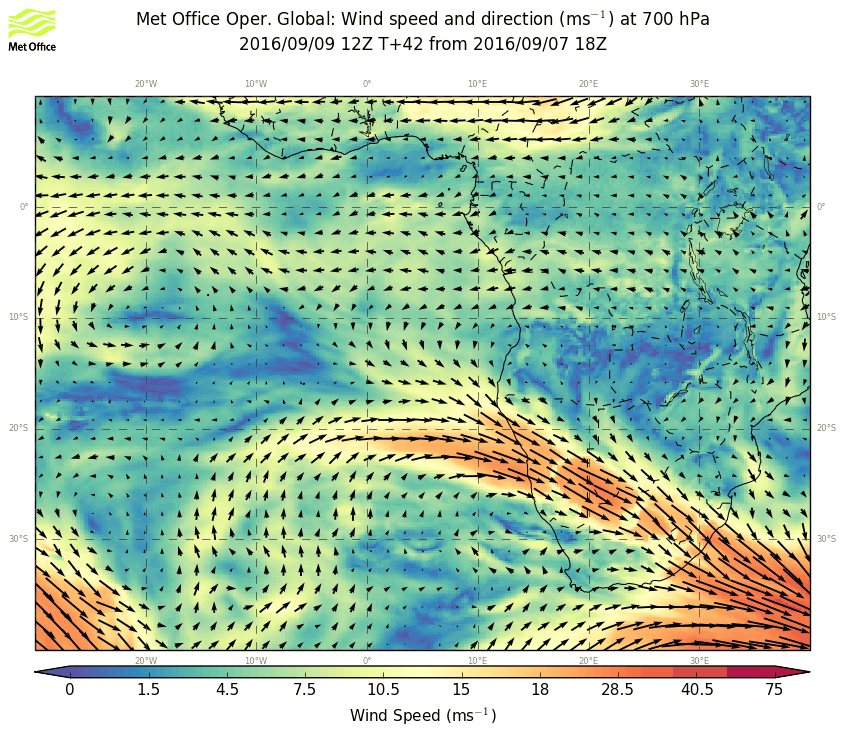 Met Office Oper. Global: Wind speed and direction (ms⁻¹) at 700 hPa
2016/09/09 12Z T+42 from 2016/09/07 18Z
Met Office
20°W 10°W 0° 10°E 20°E 30°E
0° 0°
10°S 10°S
20°S 20°S
30°S 30°S
20°W 10°W 0° 10°E 20°E 30°E
0 1.5 4.5 7.5 10.5 15 18 28.5 40.5 75
Wind Speed (ms⁻¹)